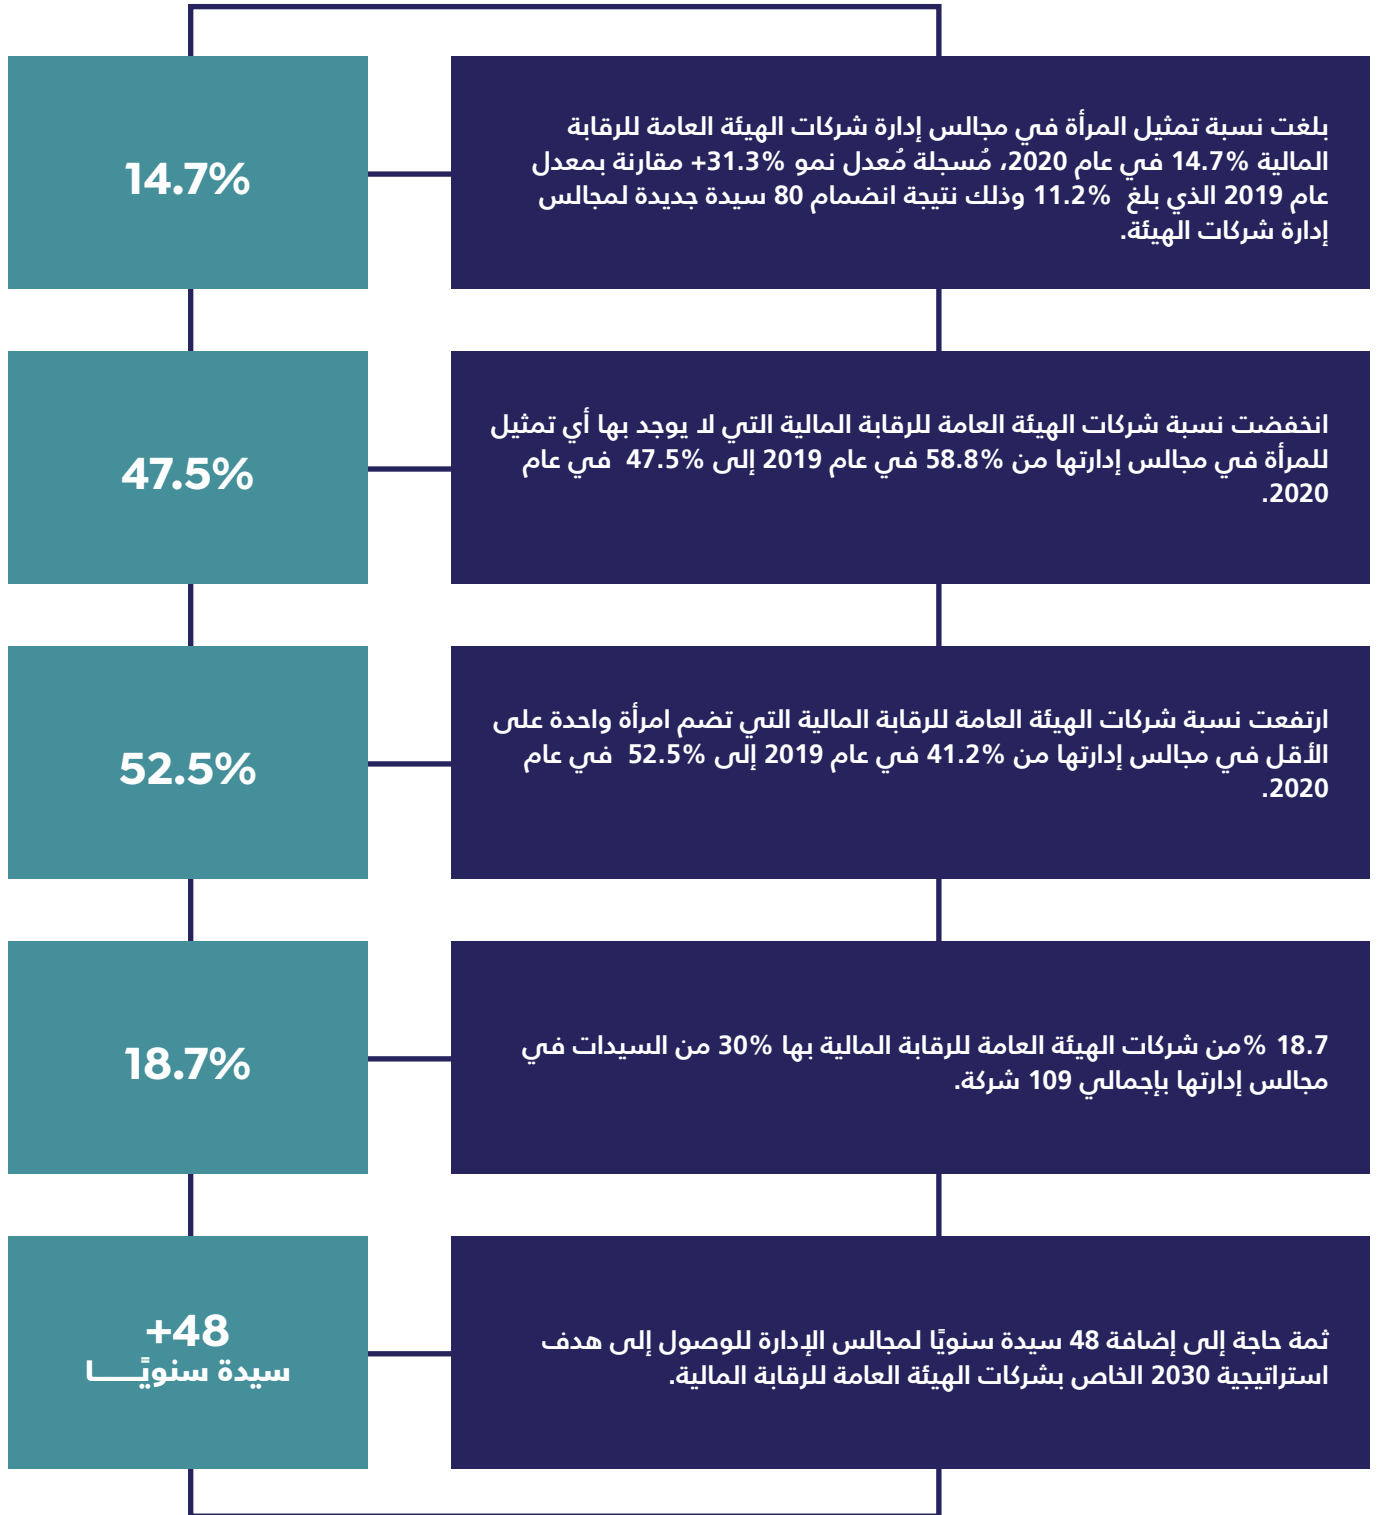 بلغت نسبة تمثيل المرأة في مجالس إدارة شركات الهيئة العامة للرقابة
المالية 14.7% في عام 2020، مُسجلة مُعدل نمو 31.3%+ مقارنة بمعدل
عام 2019 الذي بلغ 11.2% وذلك نتيجة انضمام 80 سيدة جديدة لمجالس
إدارة شركات الهيئة.
14.7%
انخفضت نسبة شركات الهيئة العامة للرقابة المالية التي لا يوجد بها أي تمثيل
للمرأة في مجالس إدارتها من 58.8% في عام 2019 إلى 47.5% في عام
2020.
47.5%
ارتفعت نسبة شركات الهيئة العامة للرقابة المالية التي تضم امرأة واحدة على
الأقل في مجالس إدارتها من 41.2% في عام 2019 إلى 52.5% في عام
2020.
52.5%
18.7 %من شركات الهيئة العامة للرقابة المالية بها 30% من السيدات في
مجالس إدارتها بإجمالي 109 شركة.
18.7%
ثمة حاجة إلى إضافة 48 سيدة سنويًا لمجالس الإدارة للوصول إلى هدف
استراتيجية 2030 الخاص بشركات الهيئة العامة للرقابة المالية.
+48
سيدة سنويًـــــا